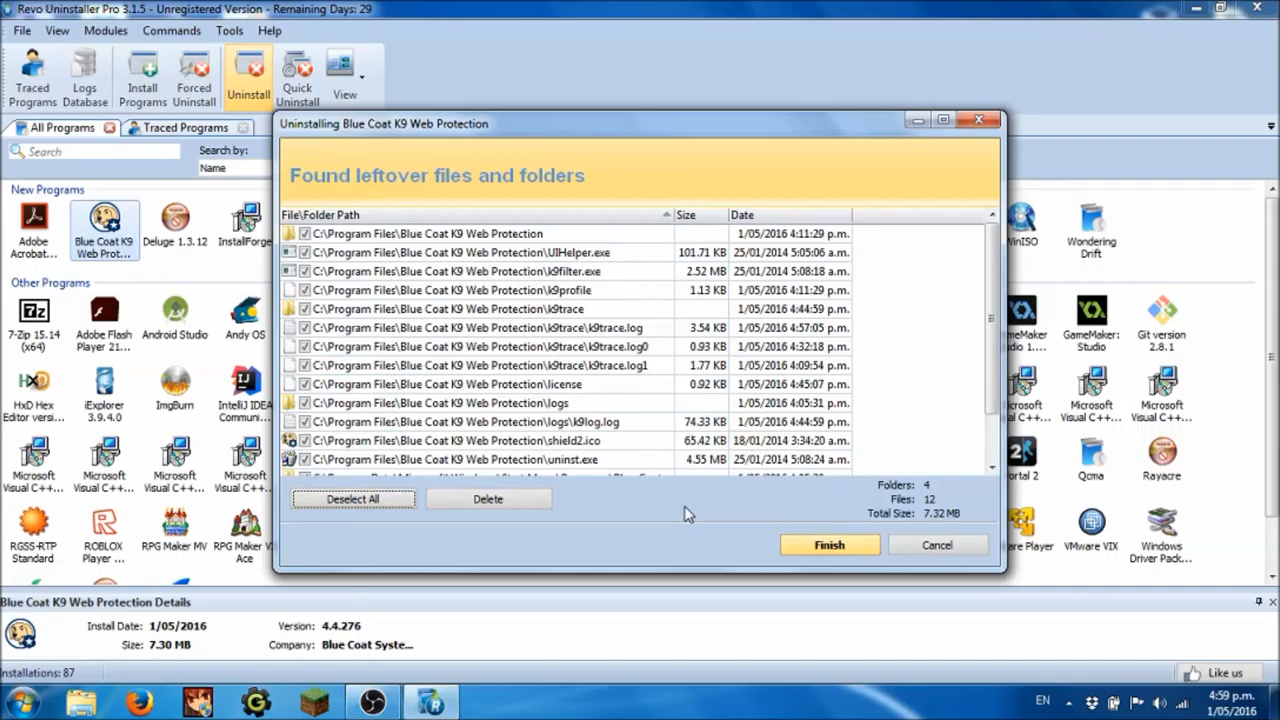 Revo Uninstaller Pro 3.1.5 - Unregistered Version - Remaining Days: 29
File View Modules Commands Tools Help
Traced Programs
Logs Database
Install Programs
Forced Uninstall
Uninstall
Quick Uninstall
View
All Programs
Traced Programs
Search
Search by:
Name
New Programs
Adobe Acrobat...
Blue Coat K9 Web Prot...
Deluge 1.3.12
InstallForge
WinISO
Wondering Drift
Other Programs
7-Zip 15.14 (x64)
Adobe Flash Player 21...
Android Studio
Andy OS
GameMaker: Studio 1....
GameMaker: Studio
Git version 2.8.1
HxD Hex Editor versi...
iExplorer 3.9.4.0
ImgBurn
IntelliJ IDEA Communi...
Microsoft Visual C++...
Microsoft Visual C++...
Microsoft Visual C++...
Microsoft Visual C++...
Microsoft Visual C++...
Microsoft Visual C++...
Microsoft Visual C++...
Portal 2
Qcma
Rayacre
RGSS-RTP Standard
ROBLOX Player ...
RPG Maker MV
RPG Maker V Ace
VMware Player
VMware VIX
Windows Driver Pack...
Uninstalling Blue Coat K9 Web Protection
Found leftover files and folders
File\Folder Path Size Date
C:\Program Files\Blue Coat K9 Web Protection 1/05/2016 4:11:29 p.m.
C:\Program Files\Blue Coat K9 Web Protection\UIHelper.exe 101.71 KB 25/01/2014 5:05:06 a.m.
C:\Program Files\Blue Coat K9 Web Protection\k9filter.exe 2.52 MB 25/01/2014 5:08:18 a.m.
C:\Program Files\Blue Coat K9 Web Protection\k9profile 1.13 KB 1/05/2016 4:11:29 p.m.
C:\Program Files\Blue Coat K9 Web Protection\k9trace 1/05/2016 4:44:59 p.m.
C:\Program Files\Blue Coat K9 Web Protection\k9trace\k9trace.log 3.54 KB 1/05/2016 4:57:05 p.m.
C:\Program Files\Blue Coat K9 Web Protection\k9trace\k9trace.log0 0.93 KB 1/05/2016 4:32:18 p.m.
C:\Program Files\Blue Coat K9 Web Protection\k9trace\k9trace.log1 1.77 KB 1/05/2016 4:09:54 p.m.
C:\Program Files\Blue Coat K9 Web Protection\license 0.92 KB 1/05/2016 4:45:07 p.m.
C:\Program Files\Blue Coat K9 Web Protection\logs 1/05/2016 4:05:31 p.m.
C:\Program Files\Blue Coat K9 Web Protection\logs\k9log.log 74.33 KB 1/05/2016 4:44:59 p.m.
C:\Program Files\Blue Coat K9 Web Protection\shield2.ico 65.42 KB 18/01/2014 3:34:20 a.m.
C:\Program Files\Blue Coat K9 Web Protection\uninst.exe 4.55 MB 25/01/2014 5:08:24 a.m.
Deselect All
Delete
Folders: 4
Files: 12
Total Size: 7.32 MB
Finish
Cancel
Blue Coat K9 Web Protection Details
Install Date: 1/05/2016 Version: 4.4.276
Size: 7.30 MB Company: Blue Coat Syste...
Installations: 87
Like us
EN
4:59 p.m.
1/05/2016